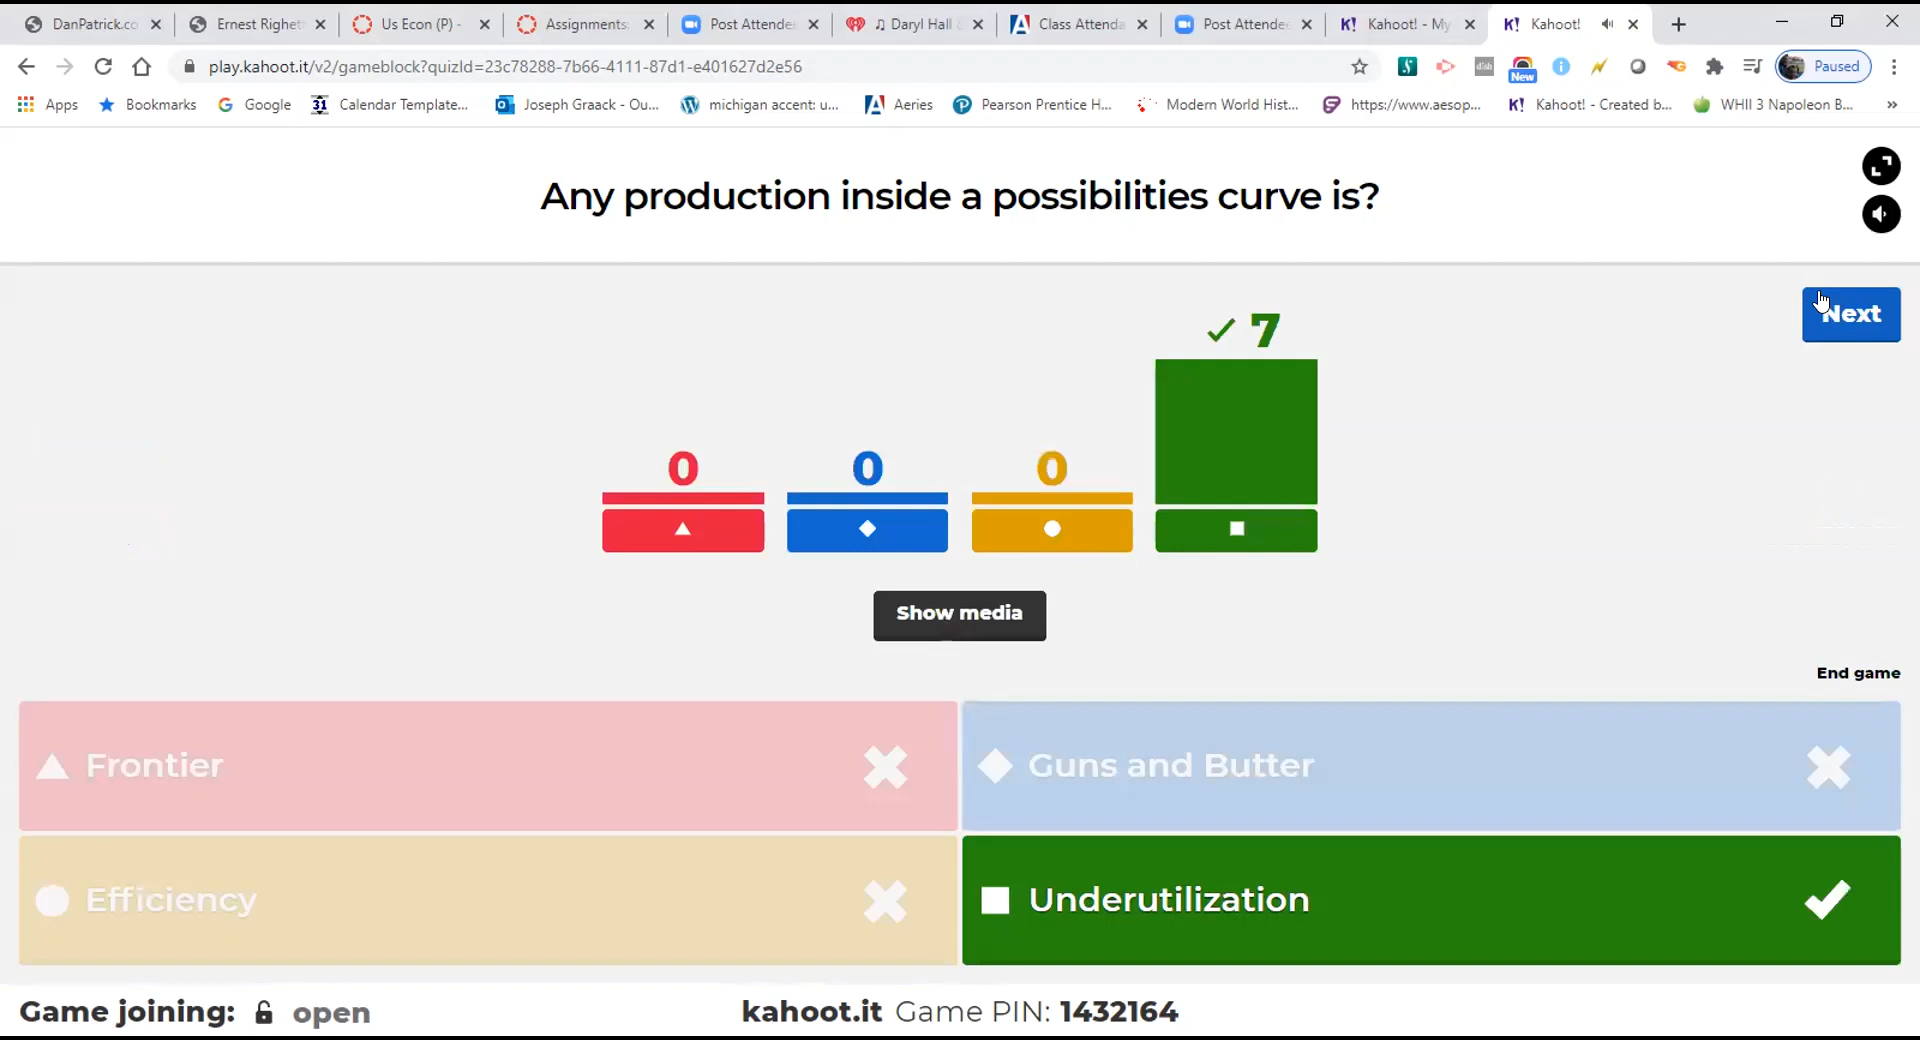 DanPatrick.co
Ernest Righet
Us Econ (P) -
Assignments:
Post Attende
Daryl Hall
Class Attenda
Post Attendee
Kahoot! - My
Kahoot!
play.kahoot.it/v2/gameblock?quizId=23c78288-7b66-4111-87d1-e401627d2e56
New
Paused
Apps
Bookmarks
Google
31 Calendar Template...
Joseph Graack - Ou...
michigan accent: u...
Aeries
Pearson Prentice H...
Modern World Hist...
https://www.aesop...
K! Kahoot! - Created b...
WHII 3 Napoleon B...
»
Any production inside a possibilities curve is?
Next
7
0
0
0
Show media
End game
Frontier
Guns and Butter
Efficiency
Underutilization
Game joining: open
kahoot.it Game PIN: 1432164